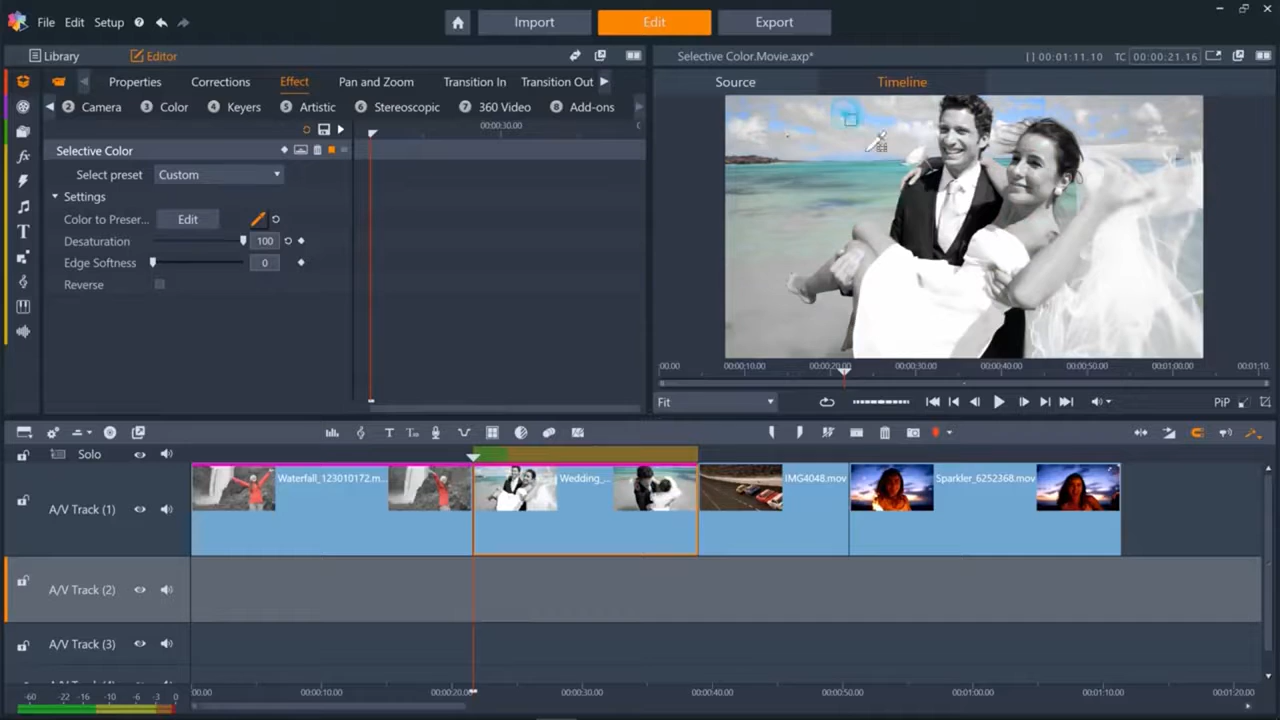 File Edit Setup Import Edit Export
Library Editor
Selective Color.Movie.axp* [ ] 00:01:11.10 TC 00:00:21.16
Properties Corrections Effect Pan and Zoom Transition In Transition Out
Source Timeline
2 Camera 3 Color 4 Keyers 5 Artistic 6 Stereoscopic 7 360 Video 8 Add-ons
00:00:30.00
Selective Color
Select preset Custom
Settings
Color to Preser... Edit
Desaturation 100
Edge Softness 0
Reverse
00.00 00:00:10.00 00:00:20.00 00:00:30.00 00:00:40.00 00:00:50.00 00:01:00.00 00:01:10.
Fit PiP
Solo
Waterfall_123010172.m... Wedding_... IMG4048.mov Sparkler_6252368.mov
A/V Track (1)
A/V Track (2)
A/V Track (3)
00.00 00:00:10.00 00:00:20.00 00:00:30.00 00:00:40.00 00:00:50.00 00:01:00.00 00:01:10.00 00:01:20.00
-60 -22 -16 -10 -6 -3 0